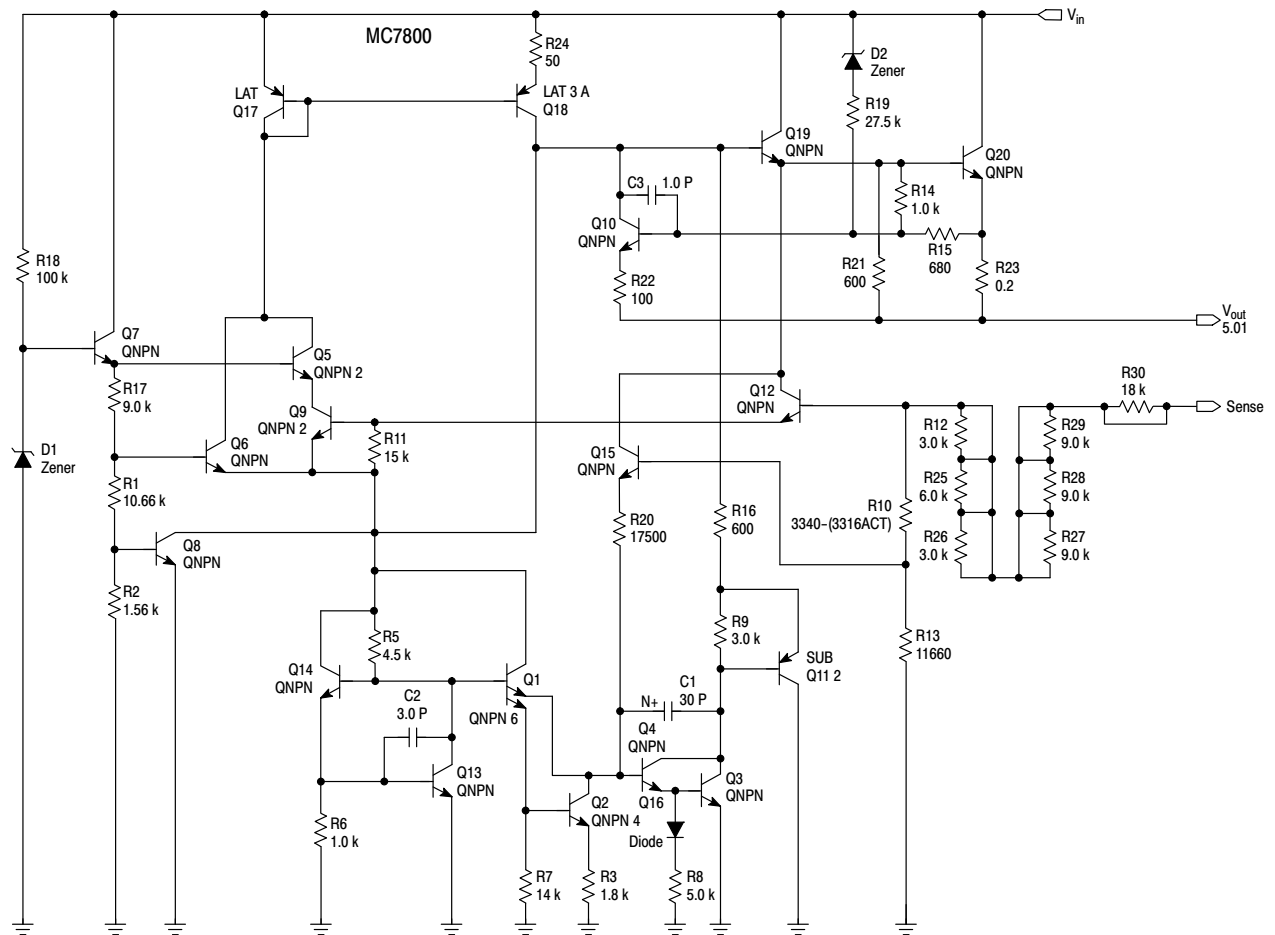 MC7800
Vin
R24
50
D2
Zener
LAT
Q17
LAT 3 A
Q18
R19
27.5 k
Q19
QNPN
Q20
QNPN
C3
1.0 P
R14
1.0 k
Q10
QNPN
R15
680
R18
100 k
R21
600
R22
100
R23
0.2
Vout
5.01
Q7
QNPN
Q5
QNPN 2
R30
18 k
R17
9.0 k
Q12
QNPN
Sense
Q9
QNPN 2
R12
3.0 k
R29
9.0 k
Q6
QNPN
R11
15 k
D1
Zener
Q15
QNPN
R25
6.0 k
R28
9.0 k
R1
10.66 k
R16
600
R10
3340-(3316ACT)
R20
17500
R26
3.0 k
R27
9.0 k
Q8
QNPN
R2
1.56 k
R9
3.0 k
R13
11660
R5
4.5 k
Q14
QNPN
SUB
Q11 2
Q1
QNPN 6
C2
3.0 P
N+
C1
30 P
Q4
QNPN
Q13
QNPN
Q2
QNPN 4
Q16
Q3
QNPN
R6
1.0 k
Diode
R7
14 k
R3
1.8 k
R8
5.0 k